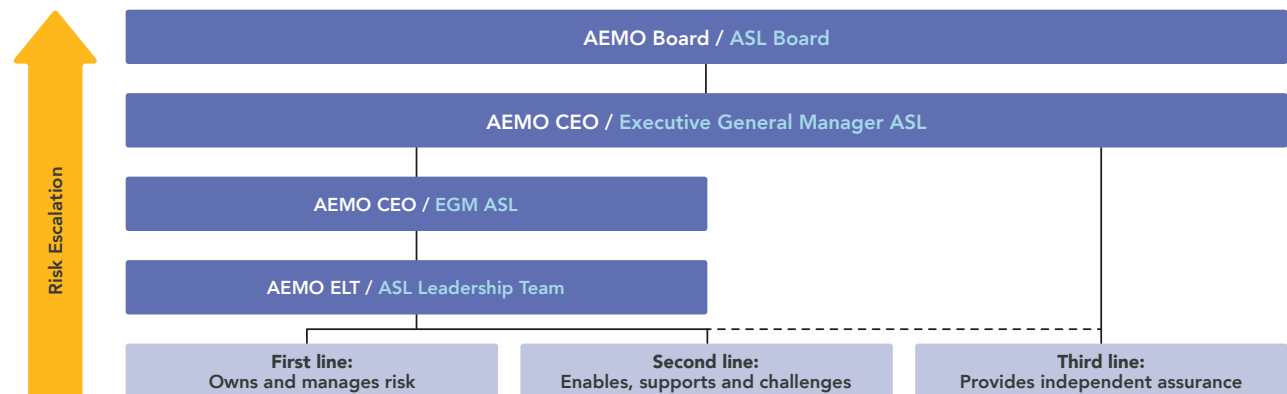 AEMO Board / ASL Board
AEMO CEO / Executive General Manager ASL
Risk Escalation
AEMO CEO / EGM ASL
AEMO ELT / ASL Leadership Team
First line:
Owns and manages risk
Second line:
Enables, supports and challenges
Third line:
Provides independent assurance